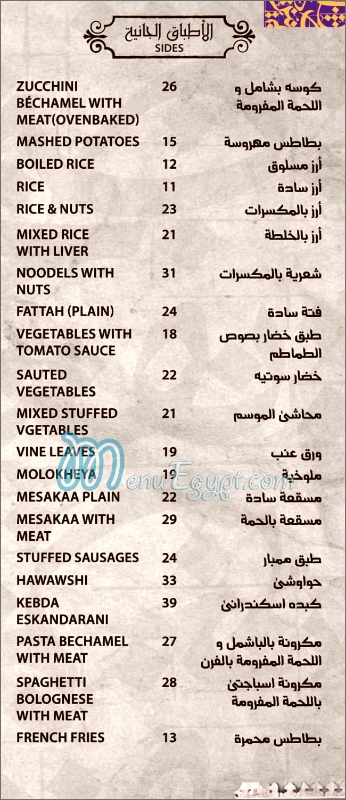 الأطباق الجانبية
SIDES
ZUCCHINI 26 كوسه بشامل و
BÉCHAMEL WITH اللحمة المفرومة
MEAT(OVENBAKED)
MASHED POTATOES 15 بطاطس مهروسة
BOILED RICE 12 أرز مسلوق
RICE 11 أرز سادة
RICE & NUTS 23 أرز بالمكسرات
MIXED RICE 21 أرز بالخلطة
WITH LIVER
NOODELS WITH 31 شعرية بالمكسرات
NUTS
FATTAH (PLAIN) 24 فتة سادة
VEGETABLES WITH 18 طبق خضار بصوص
TOMATO SAUCE الطماطم
SAUTED 22 خضار سوتيه
VEGETABLES
MIXED STUFFED 21 محاشى الموسم
VGETABLES
VINE LEAVES 19 ورق عنب
MOLOKHEYA 19 ملوخية
MenuEgypt.com
MESAKAA PLAIN 22 مسقعة سادة
MESAKAA WITH 29 مسقعة بالحمة
MEAT
STUFFED SAUSAGES 24 طبق ممبار
HAWAWSHI 33 حواوشى
KEBDA 39 كبده اسكندرانى
ESKANDARANI
PASTA BECHAMEL 27 مكرونة بالباشمل و
WITH MEAT اللحمة المفرومة بالفرن
SPAGHETTI 28 مكرونة اسباجتى
BOLOGNESE باللحمة المفرومة
WITH MEAT
FRENCH FRIES 13 بطاطس محمرة